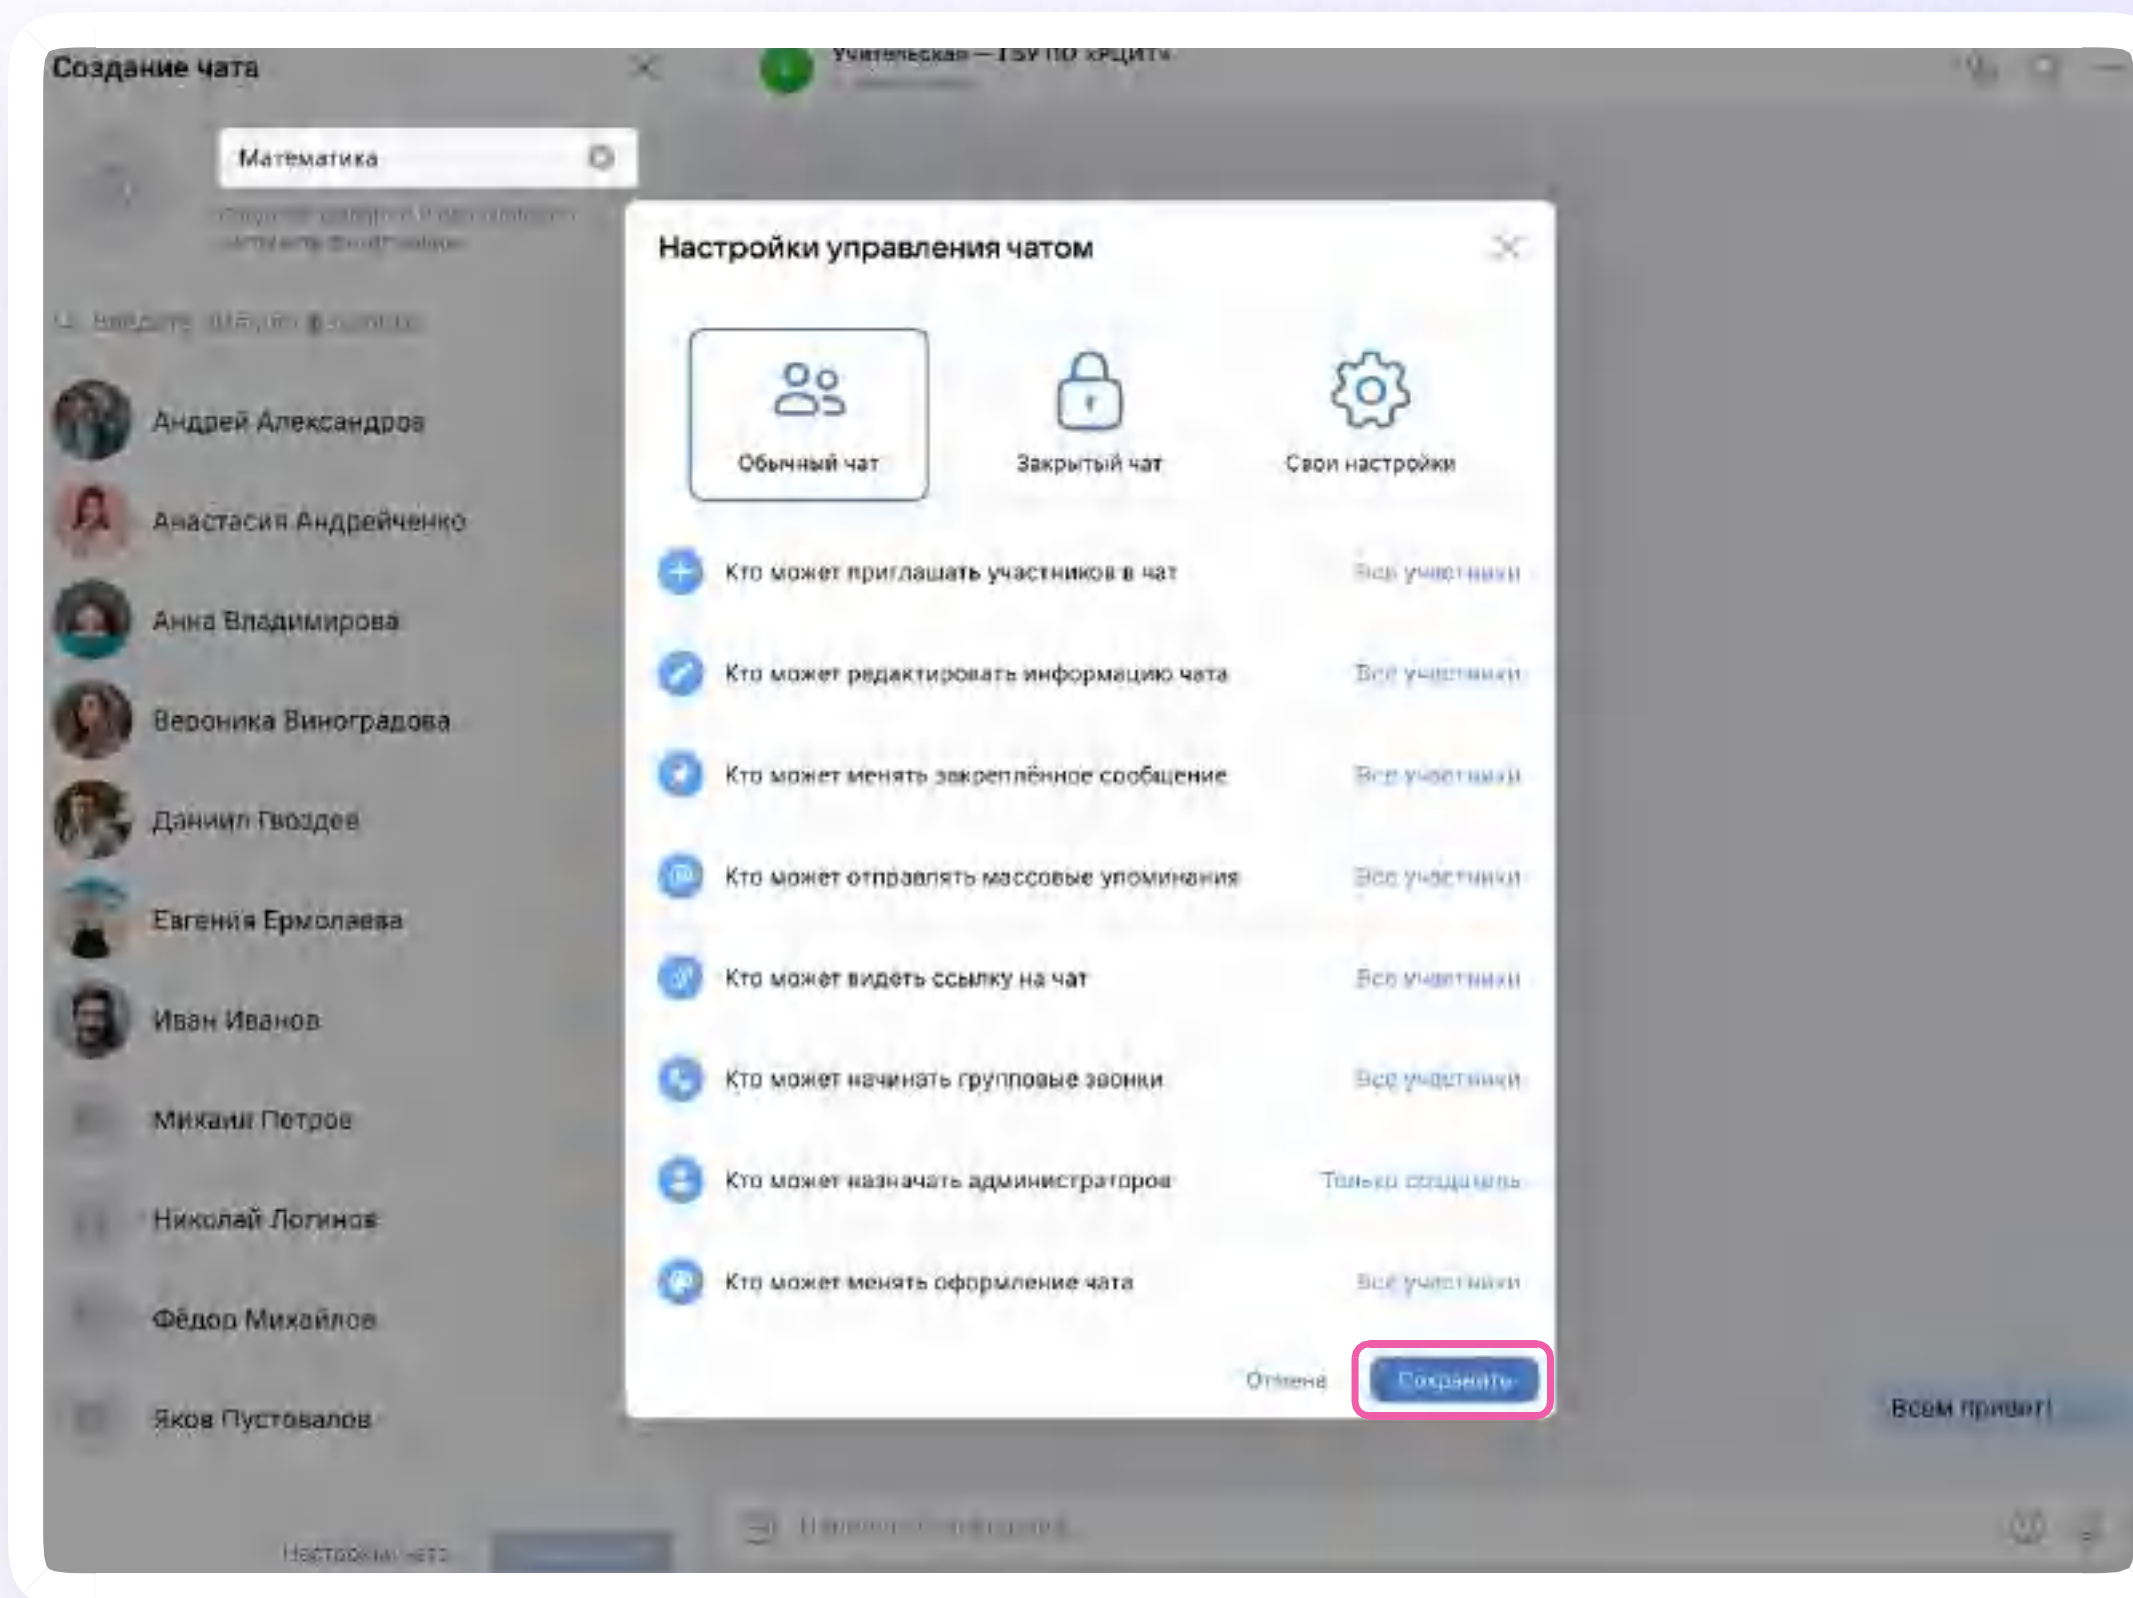 Создание чата
Учительская — ГБУ ПО «РЦИТ»
Математика
Андрей Александров
Анастасия Андрейченко
Анна Владимирова
Вероника Виноградова
Даниил Гвоздев
Евгения Ермолаева
Иван Иванов
Михаил Петров
Николай Логинов
Фёдор Михайлов
Яков Пустовалов
Настройки чата
Настройки управления чатом
Обычный чат
Закрытый чат
Свои настройки
Кто может приглашать участников в чат Все участники
Кто может редактировать информацию чата Все участники
Кто может менять закреплённое сообщение Все участники
Кто может отправлять массовые упоминания Все участники
Кто может видеть ссылку на чат Все участники
Кто может начинать групповые звонки Все участники
Кто может назначать администраторов Только создатель
Кто может менять оформление чата Все участники
Отмена Сохранить
Всем привет!